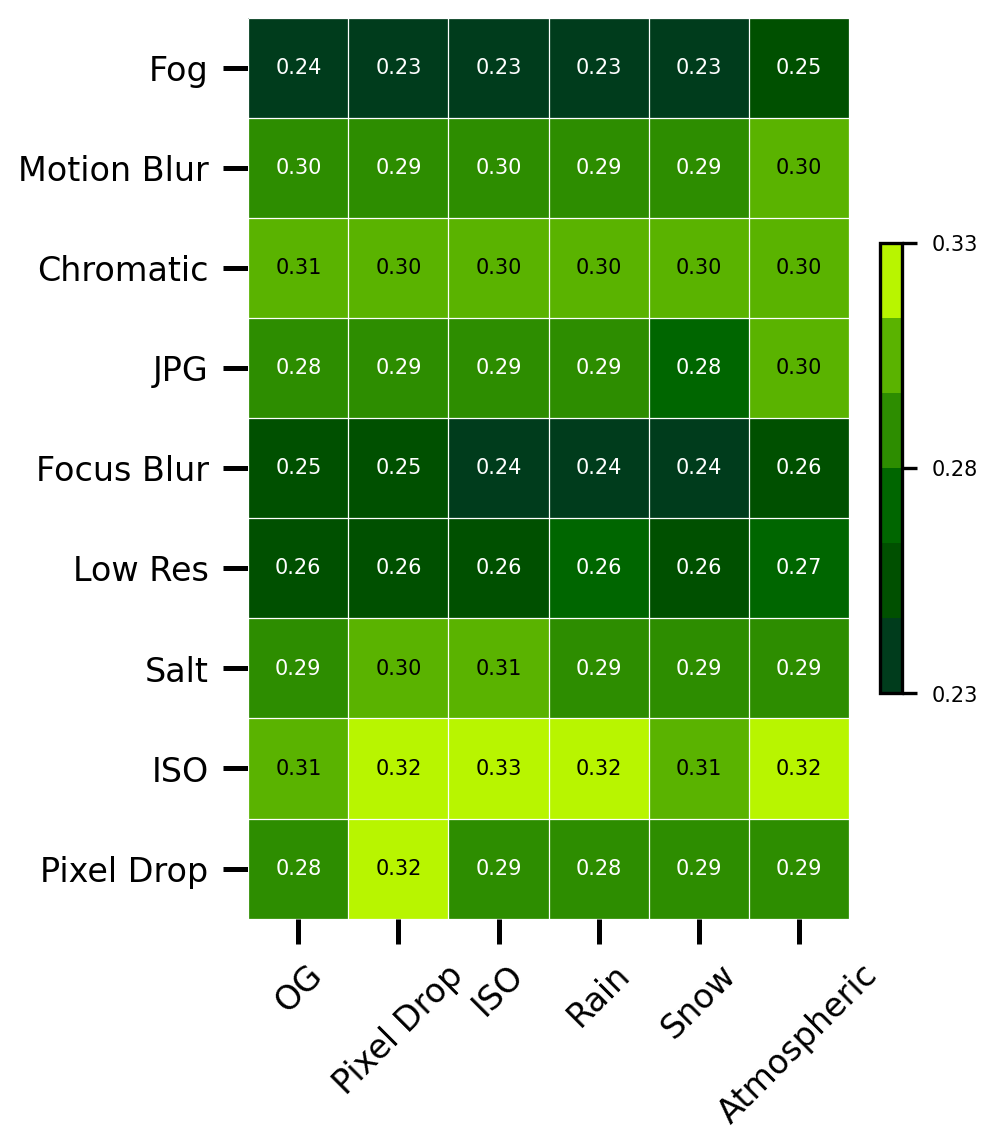 Fog 0.24 0.23 0.23 0.23 0.23 0.25
Motion Blur 0.30 0.29 0.30 0.29 0.29 0.30
Chromatic 0.31 0.30 0.30 0.30 0.30 0.30
JPG 0.28 0.29 0.29 0.29 0.28 0.30
Focus Blur 0.25 0.25 0.24 0.24 0.24 0.26
Low Res 0.26 0.26 0.26 0.26 0.26 0.27
Salt 0.29 0.30 0.31 0.29 0.29 0.29
ISO 0.31 0.32 0.33 0.32 0.31 0.32
Pixel Drop 0.28 0.32 0.29 0.28 0.29 0.29
OG Pixel Drop ISO Rain Snow Atmospheric
0.33
0.28
0.23